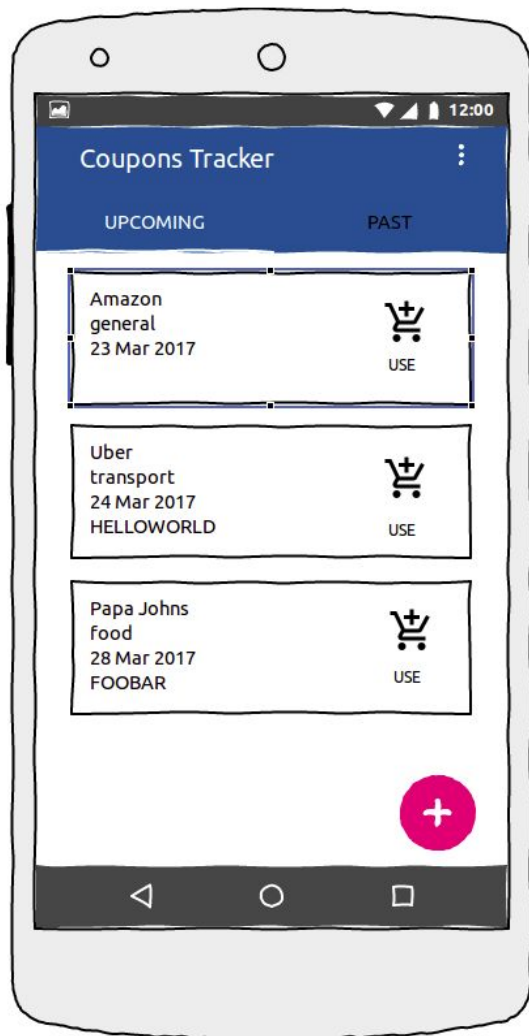 12:00
Coupons Tracker
UPCOMING PAST
Amazon
general
23 Mar 2017
USE
Uber
transport
24 Mar 2017
HELLOWORLD
USE
Papa Johns
food
28 Mar 2017
FOOBAR
USE